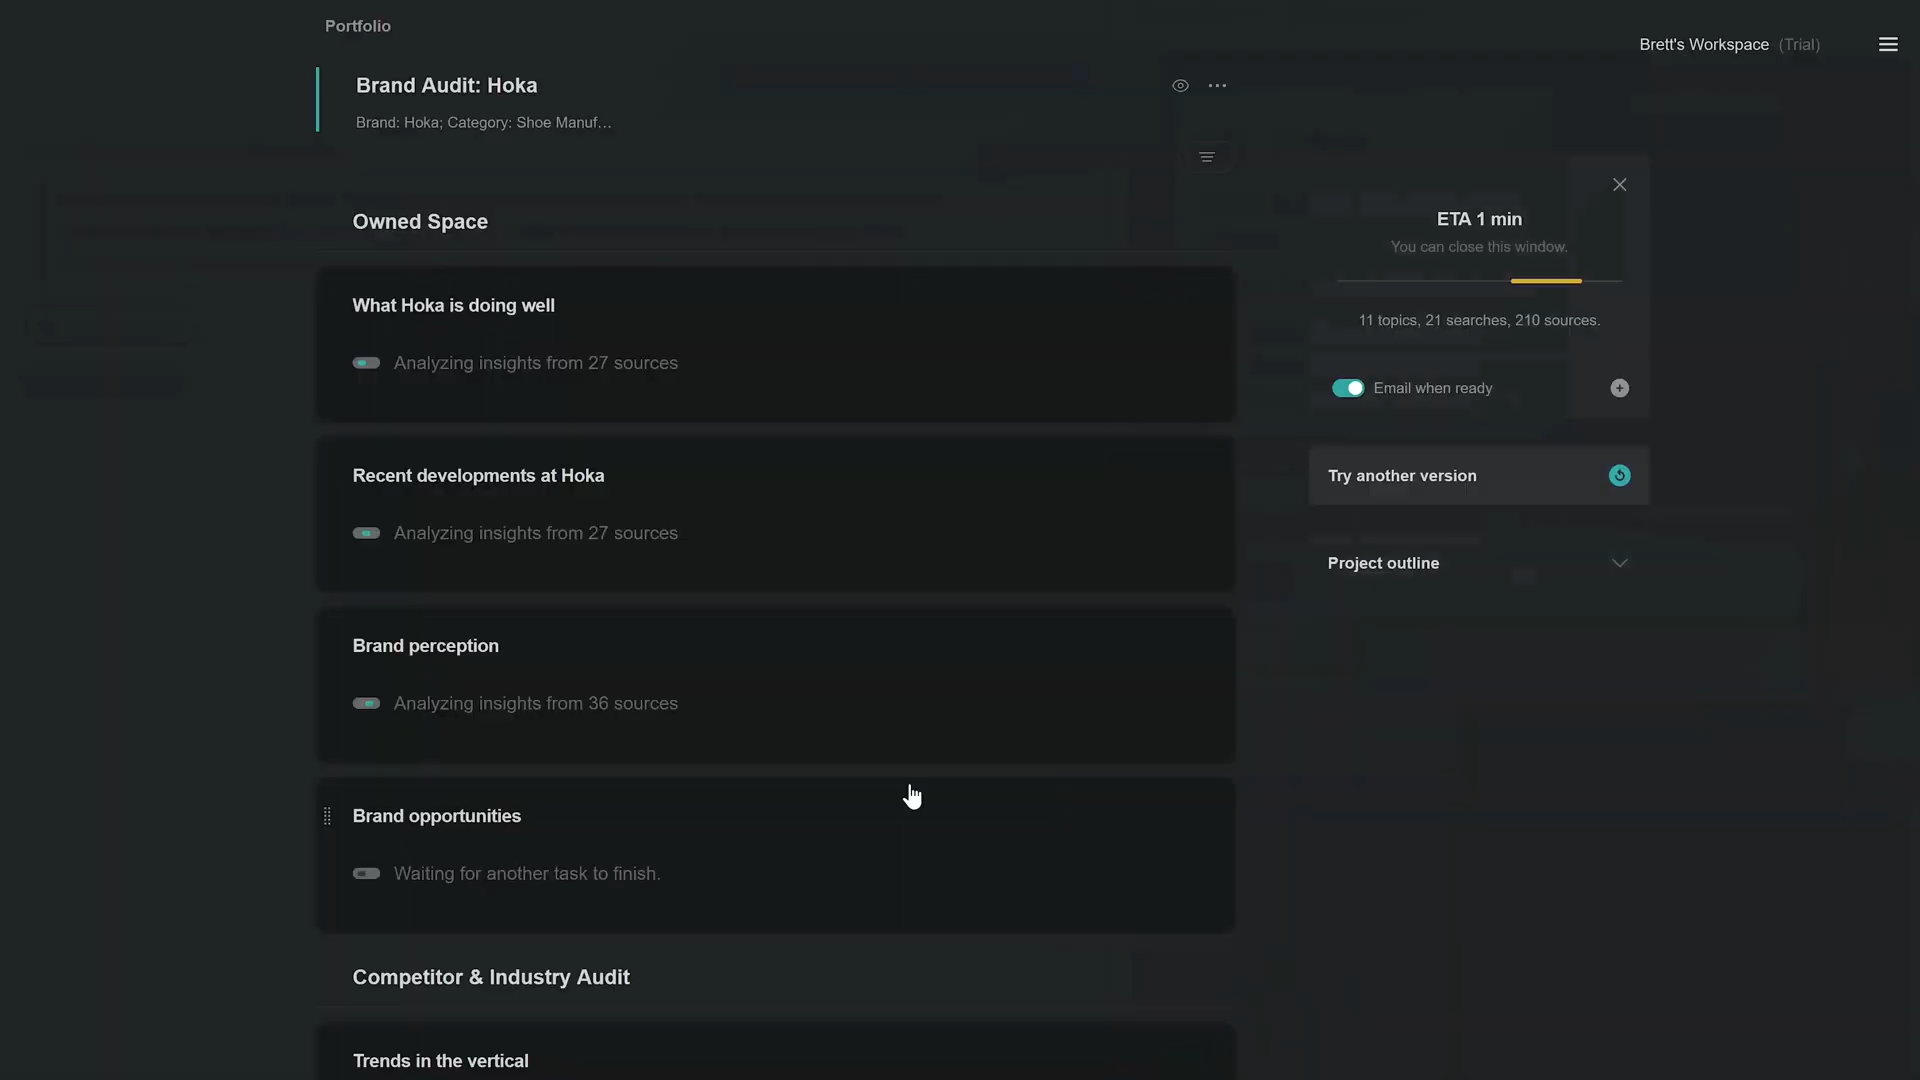 Portfolio
Brett's Workspace (Trial)
Brand Audit: Hoka
Brand: Hoka; Category: Shoe Manuf...
Owned Space
What Hoka is doing well
Analyzing insights from 27 sources
Recent developments at Hoka
Analyzing insights from 27 sources
Brand perception
Analyzing insights from 36 sources
Brand opportunities
Waiting for another task to finish.
Competitor & Industry Audit
Trends in the vertical
ETA 1 min
You can close this window.
11 topics, 21 searches, 210 sources.
Email when ready
Try another version
Project outline